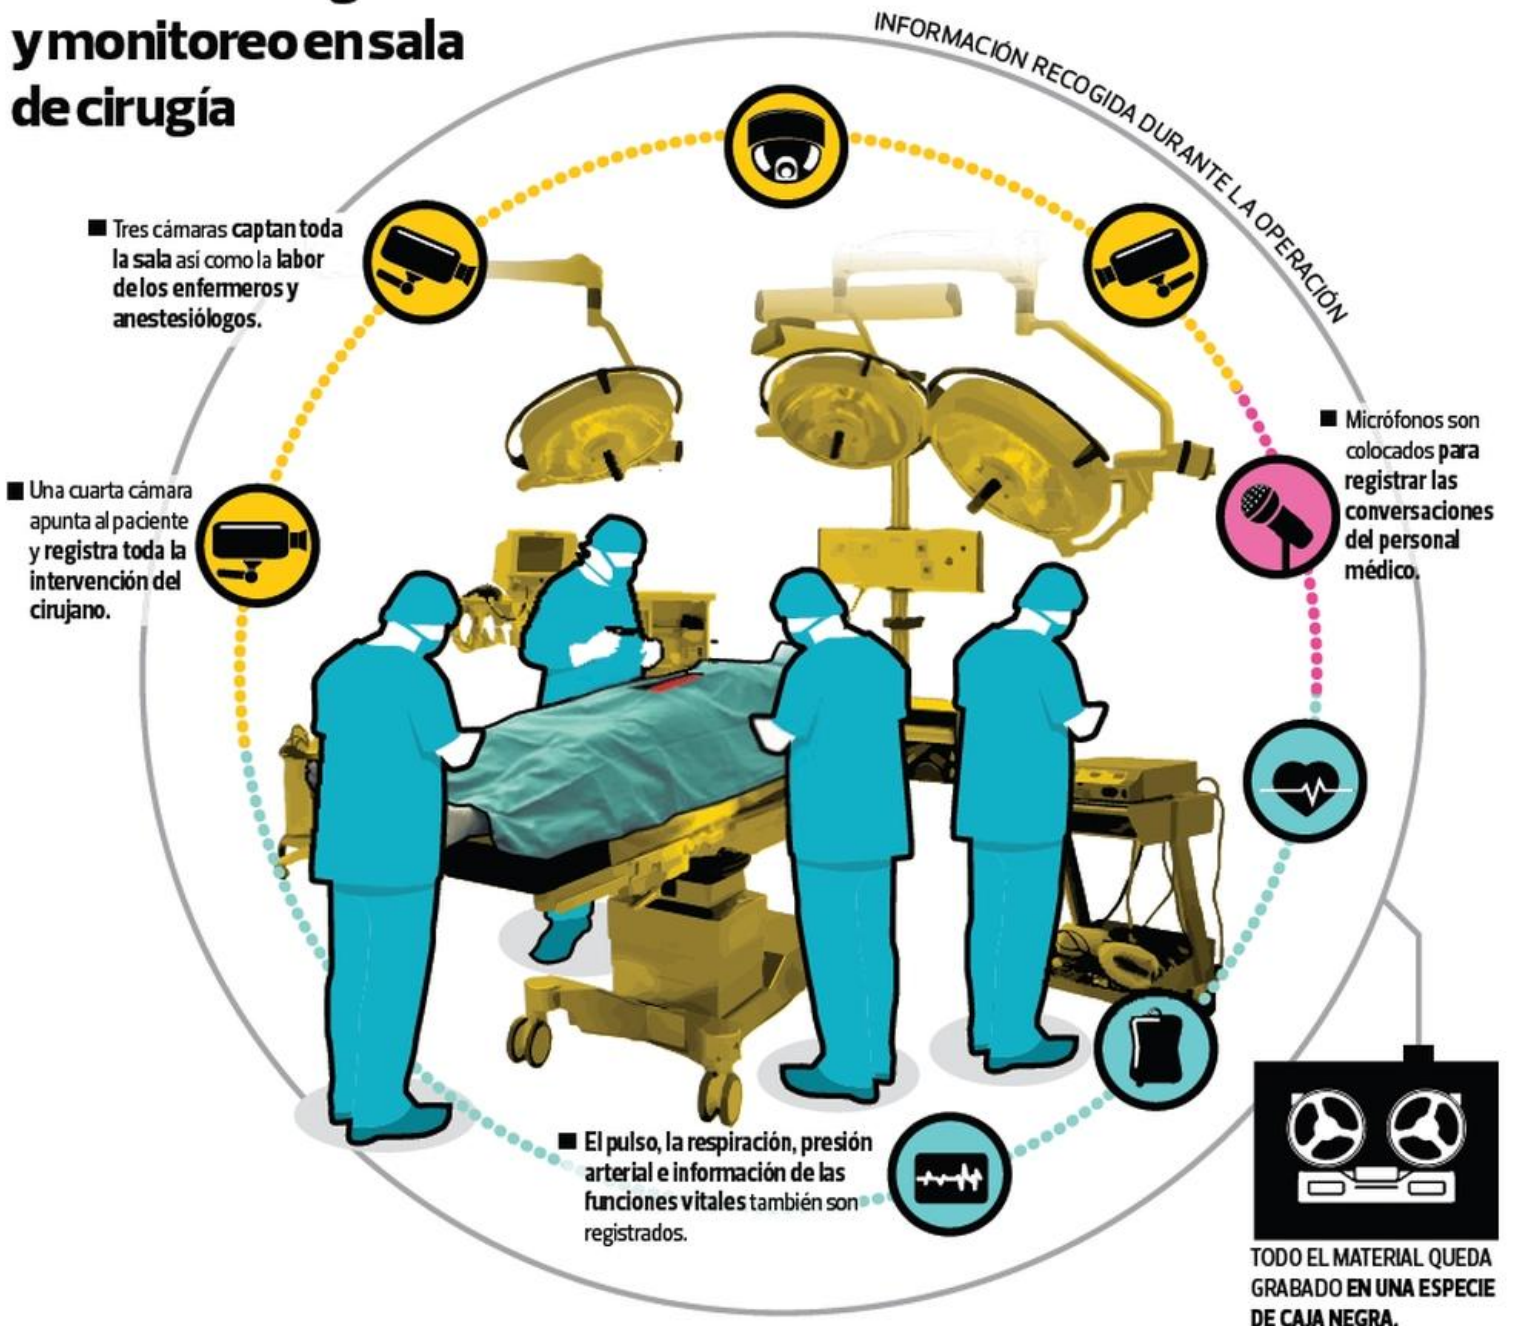 y monitoreo en sala
de cirugía
INFORMACIÓN RECOGIDA DURANTE LA OPERACIÓN
■ Tres cámaras captan toda
la sala así como la labor
de los enfermeros y
anestesiólogos.
■ Micrófonos son
colocados para
registrar las
conversaciones
del personal
médico.
■ Una cuarta cámara
apunta al paciente
y registra toda la
intervención del
cirujano.
■ El pulso, la respiración, presión
arterial e información de las
funciones vitales también son
registrados.
TODO EL MATERIAL QUEDA
GRABADO EN UNA ESPECIE
DE CAJA NEGRA.